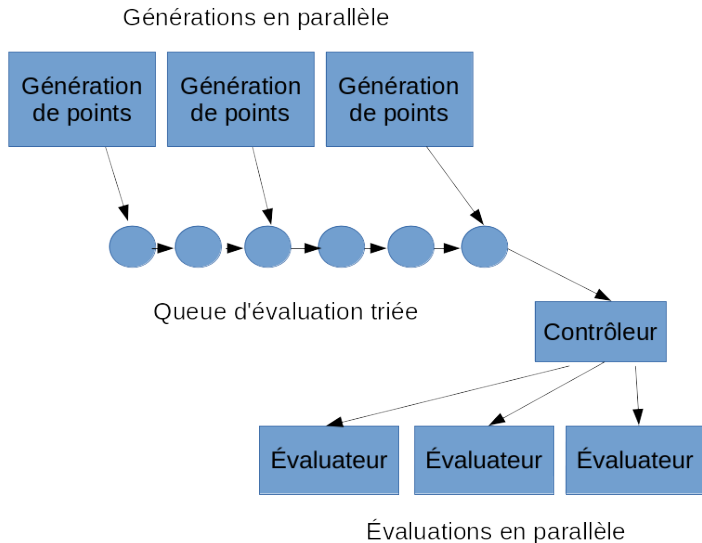 Générations en parallèle
Génération
de points
Génération
de points
Génération
de points
Queue d'évaluation triée
Contrôleur
Évaluateur
Évaluateur
Évaluateur
Évaluations en parallèle